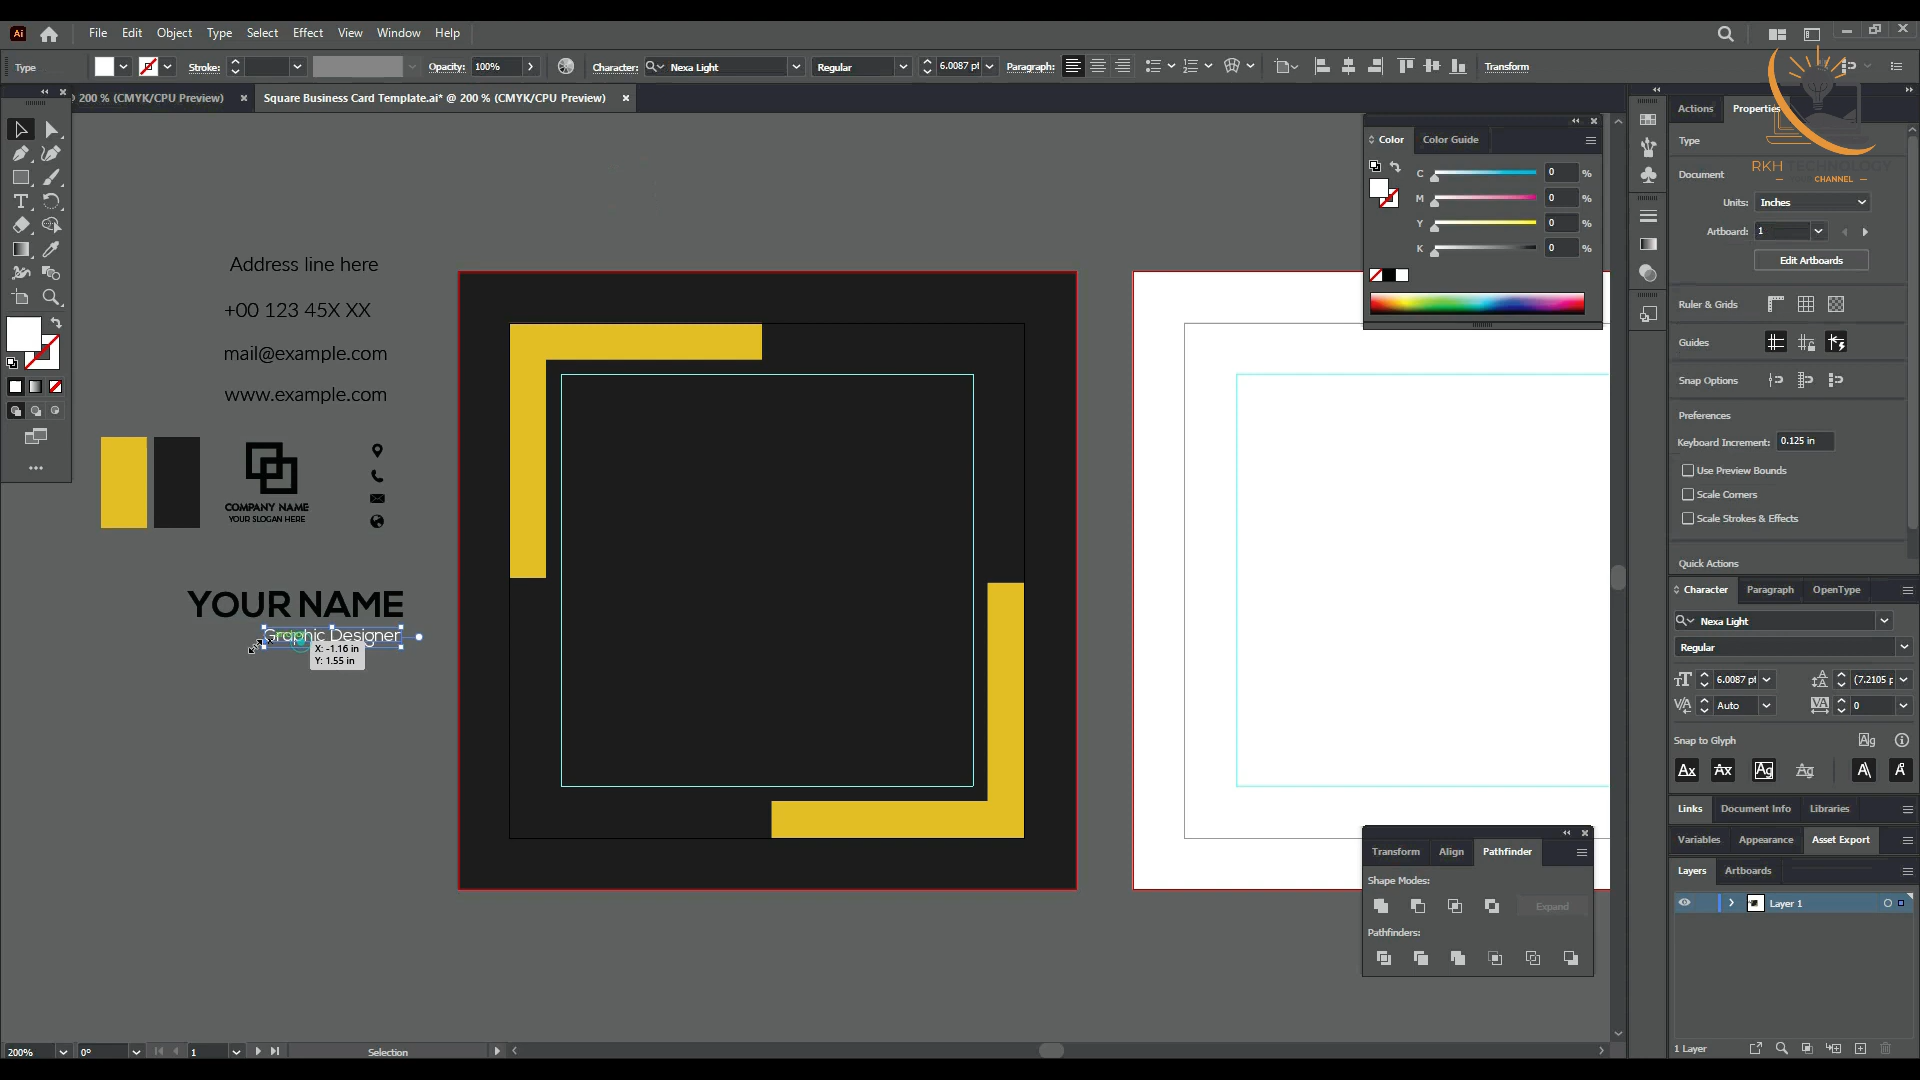 Ai File Edit Object Type Select Effect View Window Help
Type Stroke: Opacity: 100% Character: Nexa Light Regular 6.0087 pt Paragraph: Transform
@ 200 % (CMYK/CPU Preview) Square Business Card Template.ai* @ 200 % (CMYK/CPU Preview)
Actions Properties
Color Color Guide
Type
C 0 %
M 0 %
Y 0 %
K 0 %
RKH TECHNOLOGY
CHANNEL
Document
Units: Inches
Artboard: 1
Edit Artboards
Ruler & Grids
Guides
Snap Options
Preferences
Keyboard Increment: 0.125 in
Use Preview Bounds
Scale Corners
Scale Strokes & Effects
Quick Actions
Address line here
+00 123 45X XX
mail@example.com
www.example.com
COMPANY NAME
YOUR SLOGAN HERE
YOUR NAME
Graphic Designer
X: -1.16 in
Y: 1.55 in
Character Paragraph OpenType
Nexa Light
Regular
6.0087 pt (7.2105 p
Auto 0
Snap to Glyph
Links Document Info Libraries
Variables Appearance Asset Export
Layers Artboards
Layer 1
1 Layer
Transform Align Pathfinder
Shape Modes:
Expand
Pathfinders:
200% 0° 1 Selection